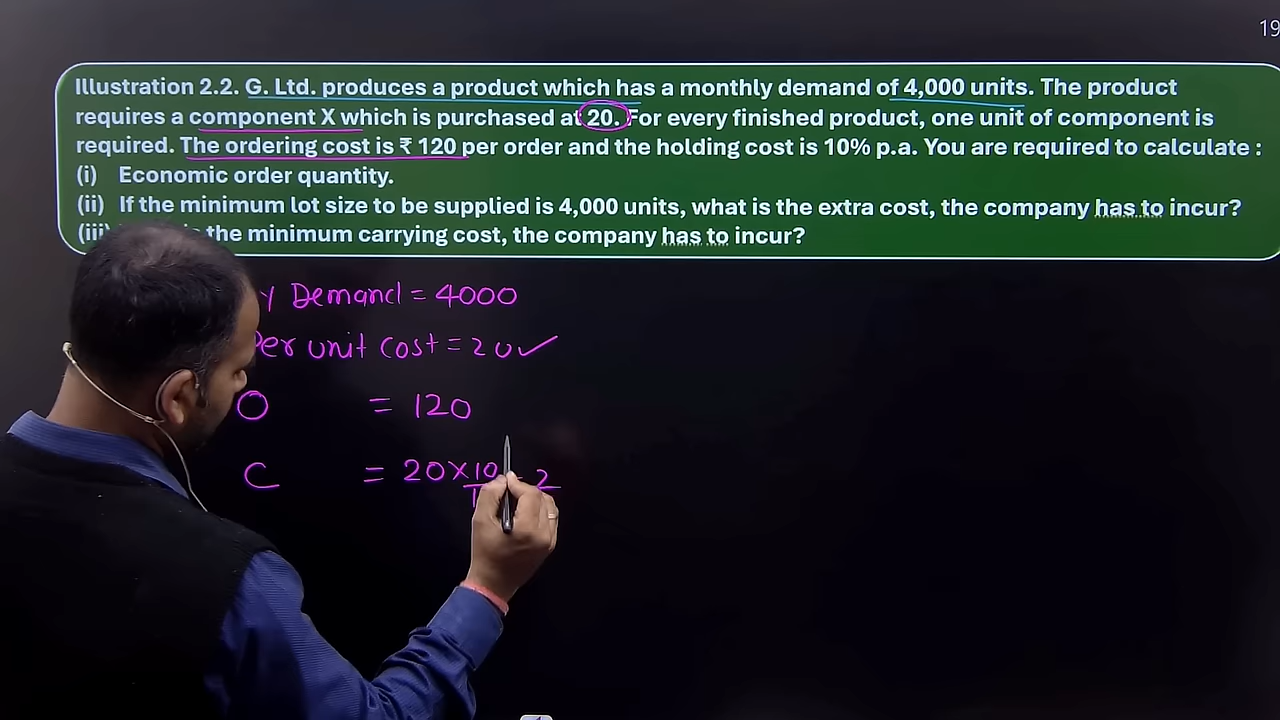 19
Illustration 2.2. G. Ltd. produces a product which has a monthly demand of 4,000 units. The product
requires a component X which is purchased at 20. For every finished product, one unit of component is
required. The ordering cost is ₹ 120 per order and the holding cost is 10% p.a. You are required to calculate :
(i) Economic order quantity.
(ii) If the minimum lot size to be supplied is 4,000 units, what is the extra cost, the company has to incur?
(iii) the minimum carrying cost, the company has to incur?
y Demand = 4000
Per unit cost = 20 ✓
O = 120
C = 20 × 10 2